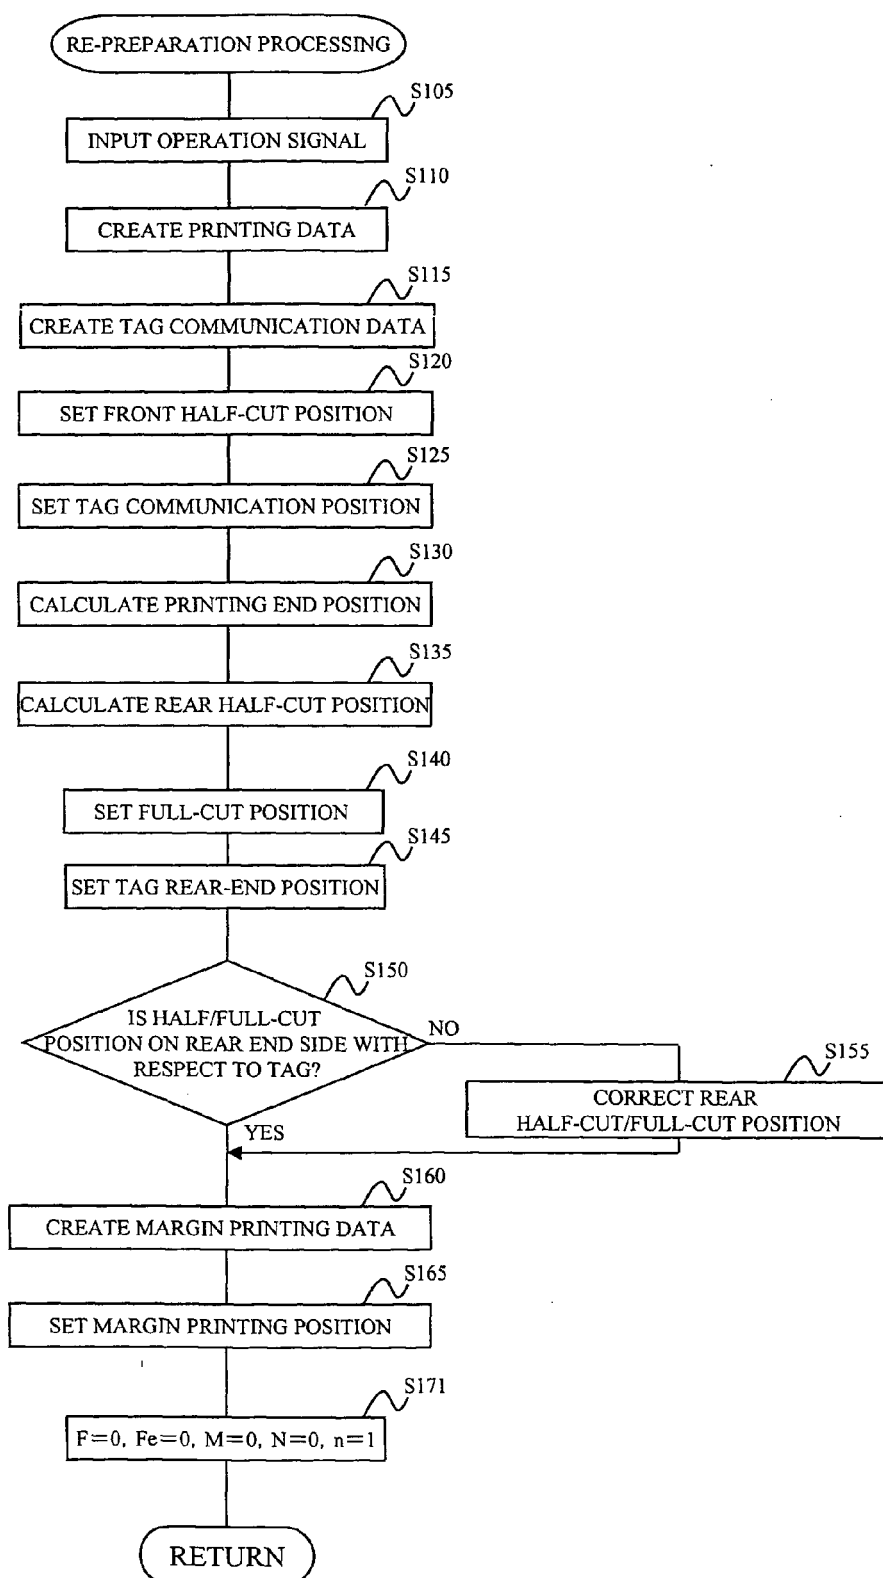 RE-PREPARATION PROCESSING
S105
INPUT OPERATION SIGNAL
S110
CREATE PRINTING DATA
S115
CREATE TAG COMMUNICATION DATA
S120
SET FRONT HALF-CUT POSITION
S125
SET TAG COMMUNICATION POSITION
S130
CALCULATE PRINTING END POSITION
S135
CALCULATE REAR HALF-CUT POSITION
S140
SET FULL-CUT POSITION
S145
SET TAG REAR-END POSITION
S150
IS HALF/FULL-CUT
POSITION ON REAR END SIDE WITH
RESPECT TO TAG?
NO
S155
CORRECT REAR
HALF-CUT/FULL-CUT POSITION
YES
S160
CREATE MARGIN PRINTING DATA
S165
SET MARGIN PRINTING POSITION
S171
F=0, Fe=0, M=0, N=0, n=1
RETURN